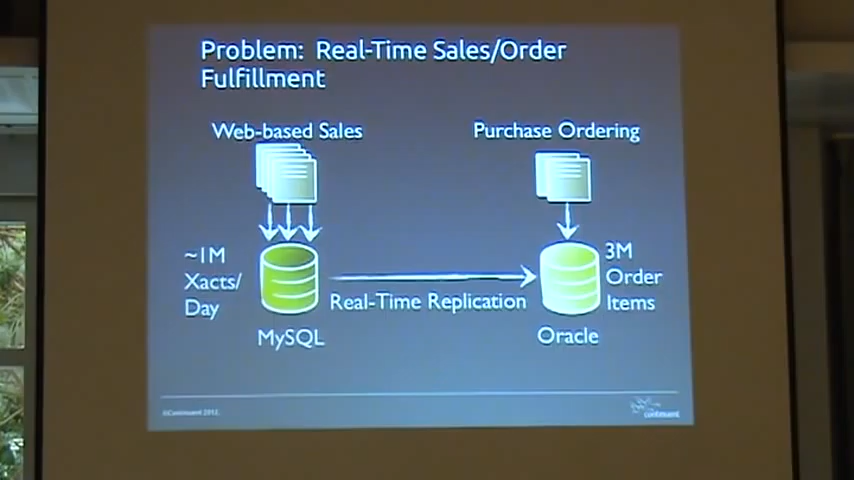 Problem: Real-Time Sales/Order
Fulfillment
Web-based Sales
Purchase Ordering
~1M
Xacts/
Day
3M
Order
Items
Real-Time Replication
MySQL
Oracle
©Continuent 2012.
continuent